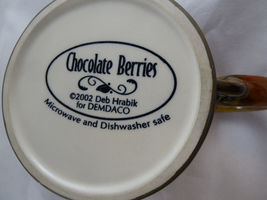 Chocolate Berries
©2002 Deb Hrabik
for DEMDACO
Microwave and Dishwasher safe